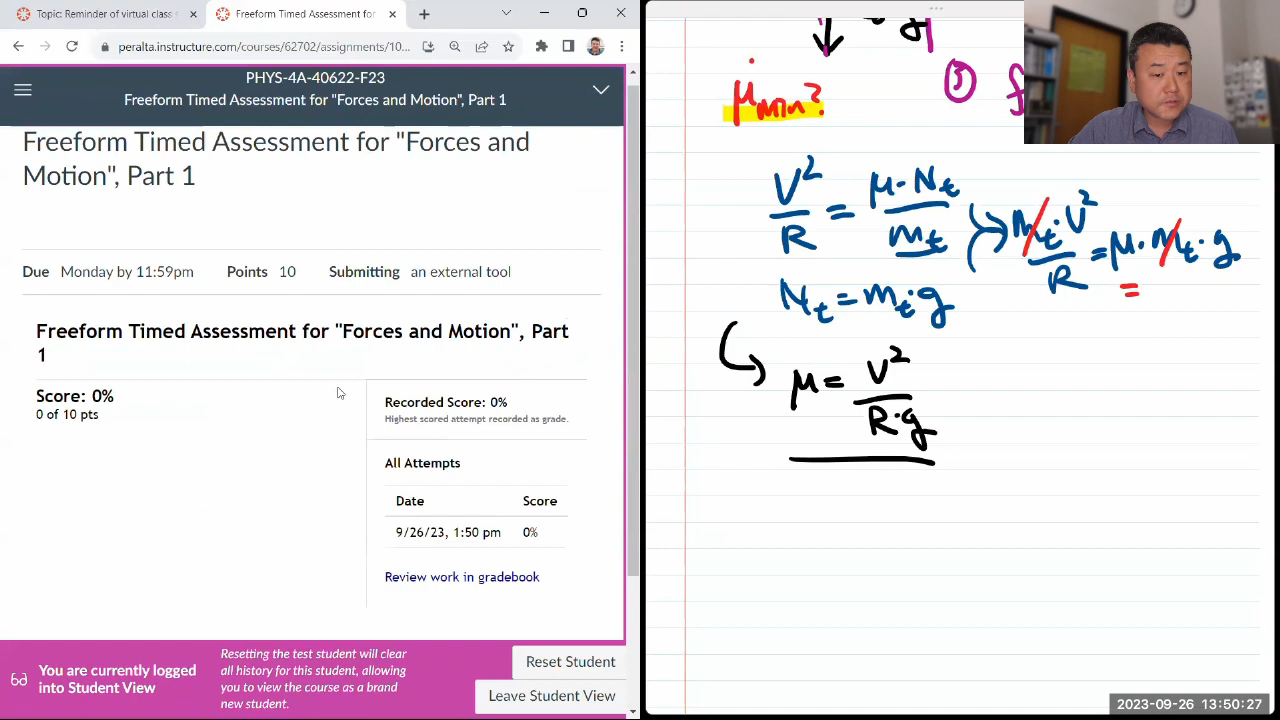 Topic Reminder of virtual class
Freeform Timed Assessment for
peralta.instructure.com/courses/62702/assignments/10...
PHYS-4A-40622-F23
Freeform Timed Assessment for "Forces and Motion", Part 1
Freeform Timed Assessment for "Forces and
Motion", Part 1
Due Monday by 11:59pm Points 10 Submitting an external tool
Freeform Timed Assessment for "Forces and Motion", Part
1
Score: 0%
0 of 10 pts
Recorded Score: 0%
Highest scored attempt recorded as grade.
All Attempts
Date Score
9/26/23, 1:50 pm 0%
Review work in gradebook
You are currently logged
into Student View
Resetting the test student will clear
all history for this student, allowing
you to view the course as a brand
new student.
Reset Student
Leave Student View
μmin?
③ f
V²/R = μ·Nt/mt
mt·V²/R = μ·mt·g
Nt = mt·g
μ = V²/R·g
2023-09-26 13:50:27